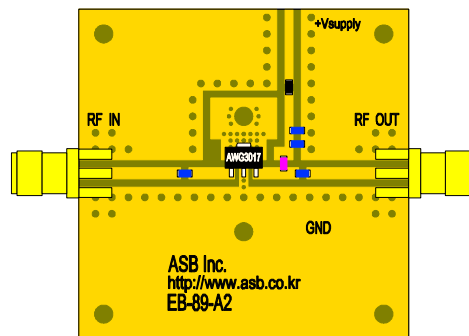 +Vsupply
RF IN
RF OUT
AWG3017
GND
ASB Inc.
http://www.asb.co.kr
EB-89-A2